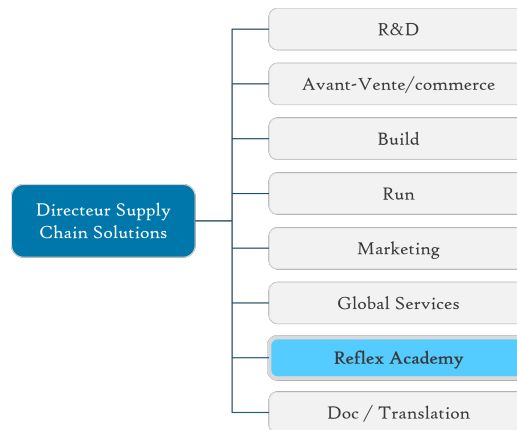 R&D
Avant-Vente/commerce
Build
Directeur Supply
Chain Solutions
Run
Marketing
Global Services
Reflex Academy
Doc / Translation